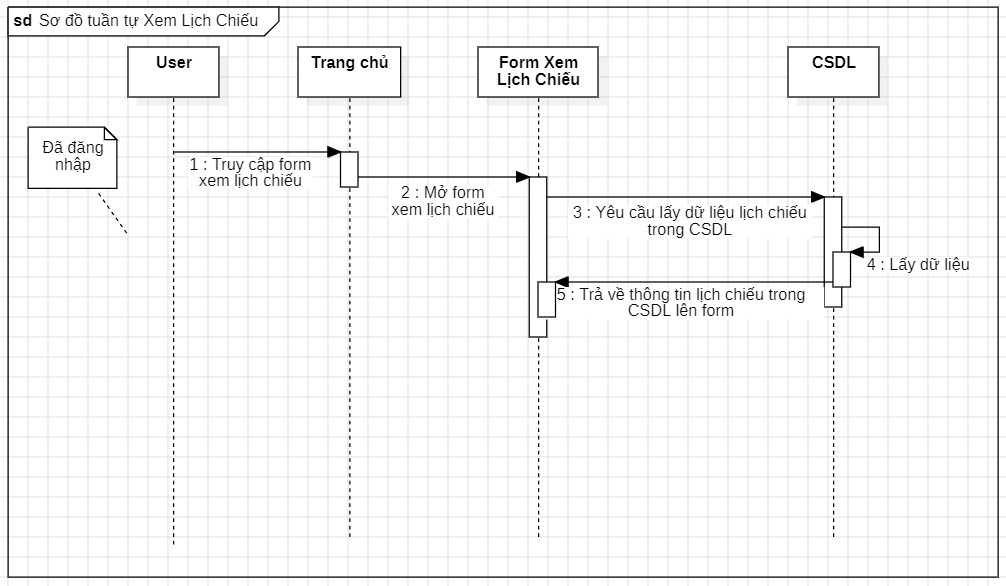 sd Sơ đồ tuần tự Xem Lịch Chiếu
User
Trang chủ
Form Xem
Lịch Chiếu
CSDL
Đã đăng
nhập
1 : Truy cập form
xem lịch chiếu
2 : Mở form
xem lịch chiếu
3 : Yêu cầu lấy dữ liệu lịch chiếu
trong CSDL
4 : Lấy dữ liệu
5 : Trả về thông tin lịch chiếu trong
CSDL lên form